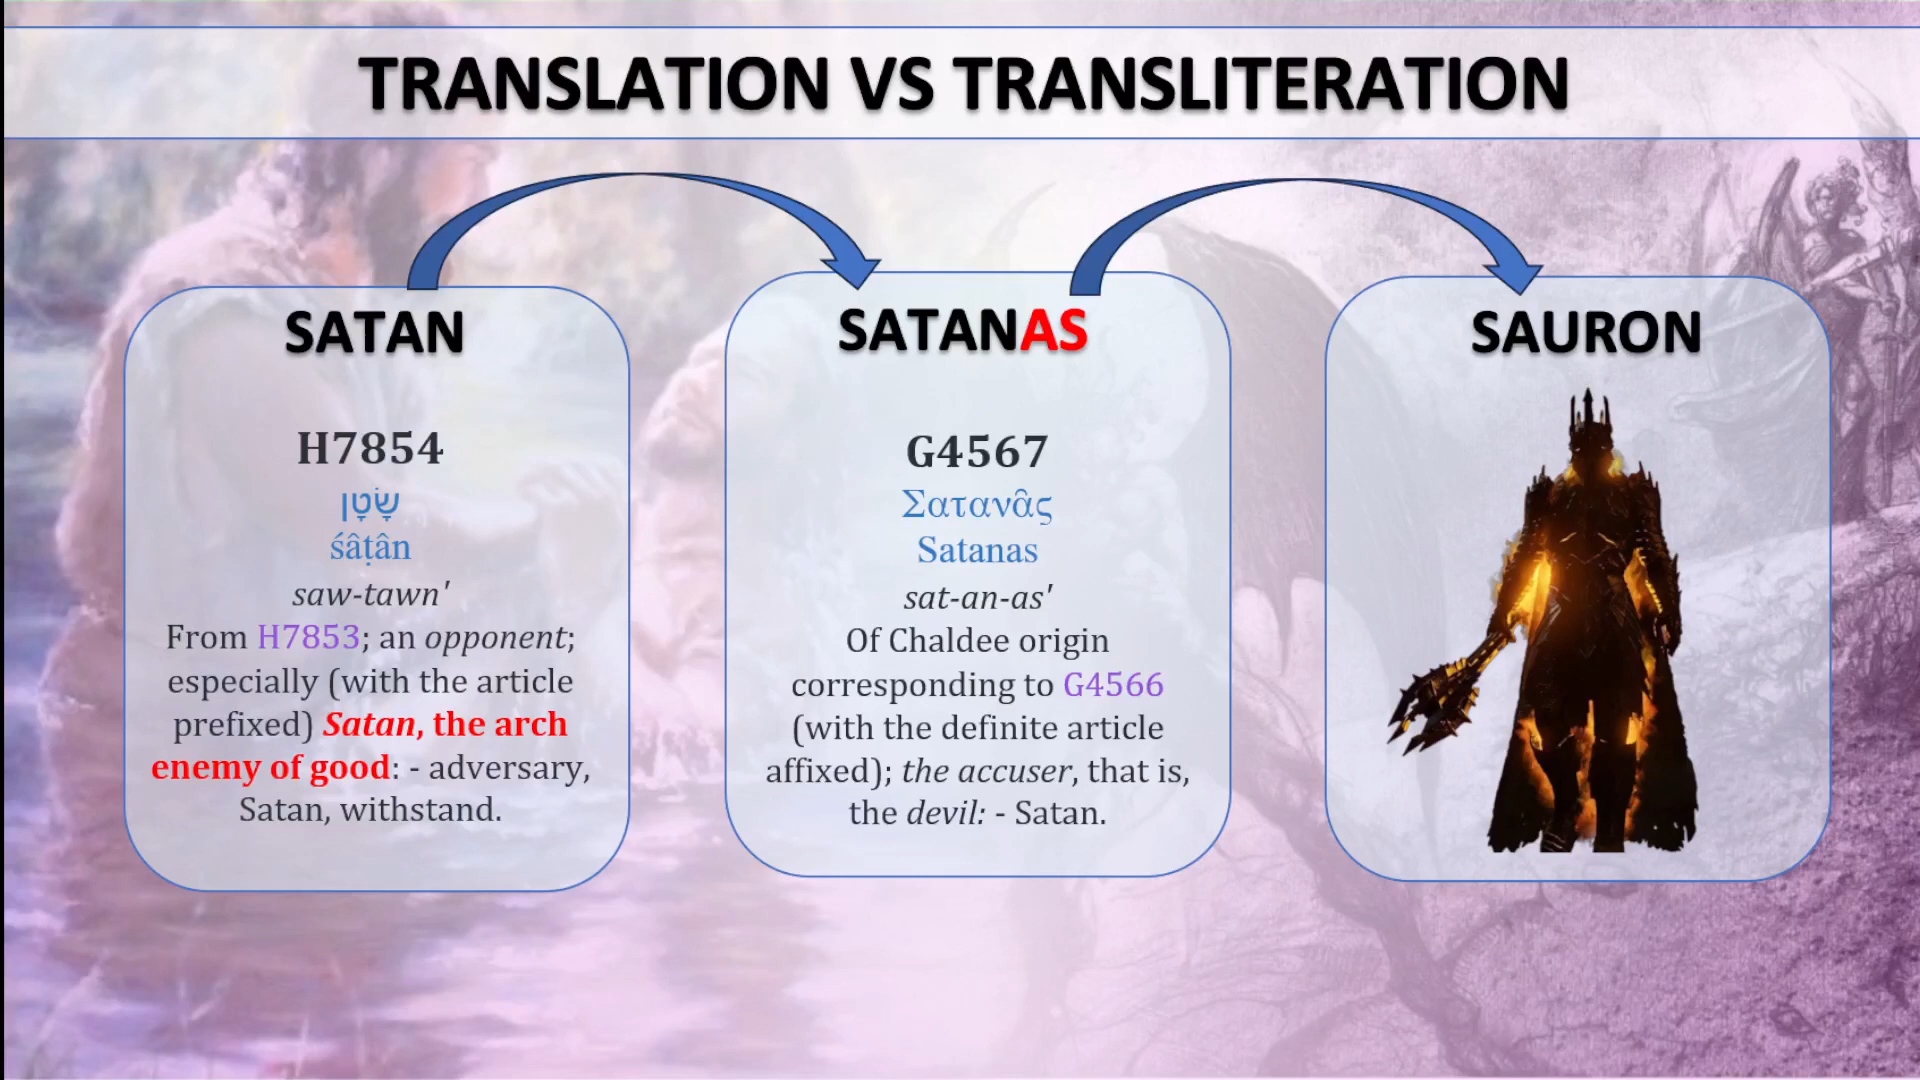 TRANSLATION VS TRANSLITERATION
SATAN
H7854
שָׂטָן
śâṭân
saw-tawn'
From H7853; an opponent;
especially (with the article
prefixed) Satan, the arch
enemy of good: - adversary,
Satan, withstand.
SATANAS
G4567
Σατανᾶς
Satanas
sat-an-as'
Of Chaldee origin
corresponding to G4566
(with the definite article
affixed); the accuser, that is,
the devil: - Satan.
SAURON